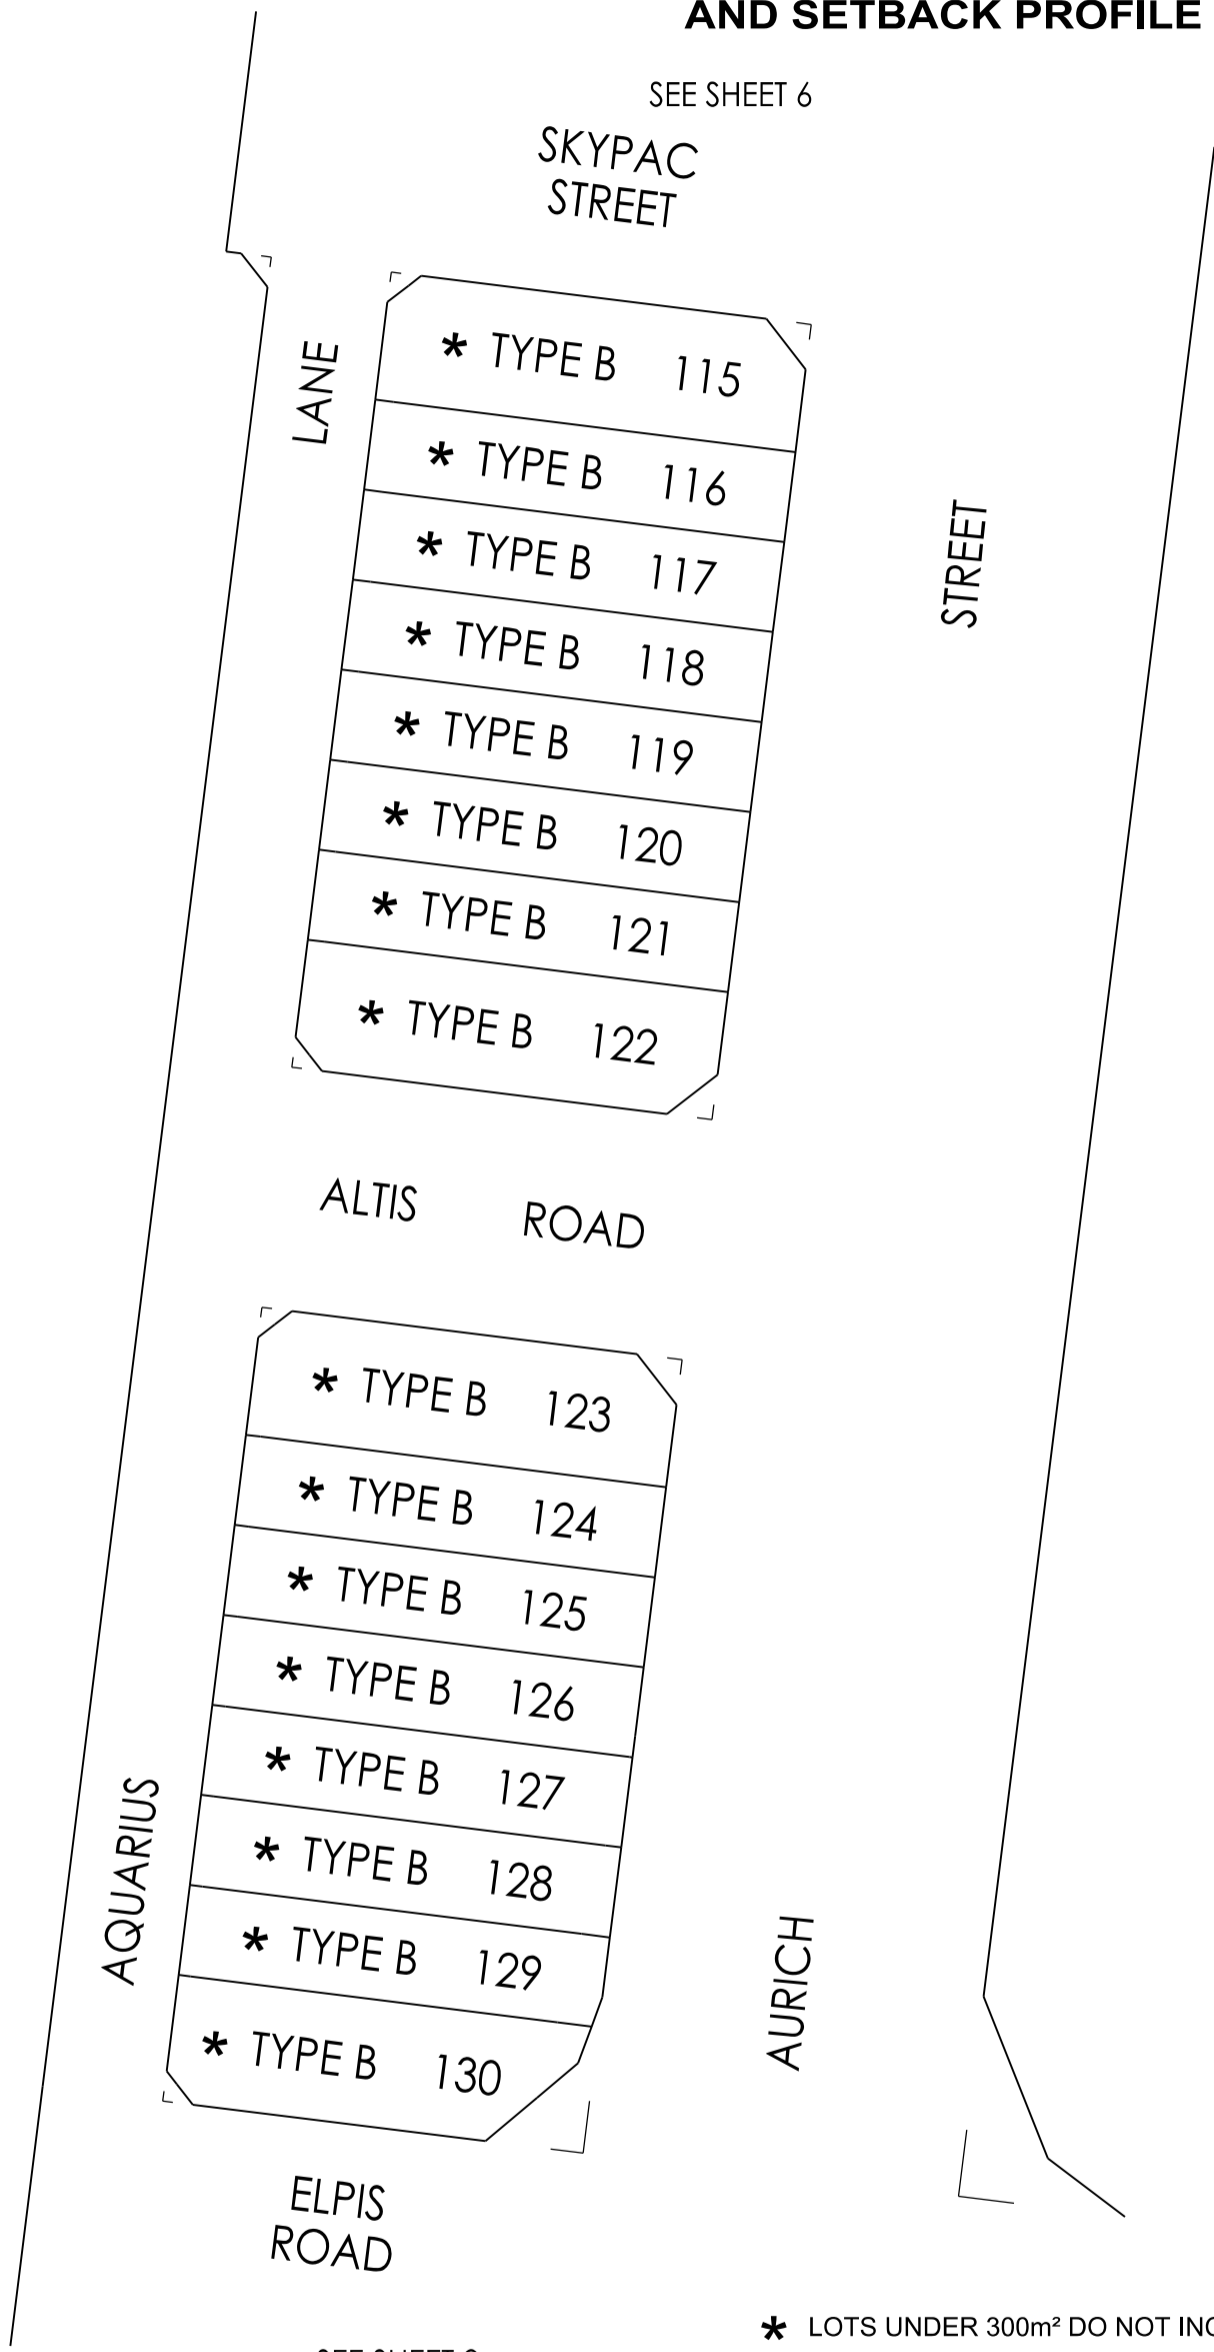 AND SETBACK PROFILE
SEE SHEET 6
SKYPAC
STREET
LANE
* TYPE B 115
* TYPE B 116
* TYPE B 117
* TYPE B 118
* TYPE B 119
* TYPE B 120
* TYPE B 121
* TYPE B 122
STREET
ALTIS ROAD
* TYPE B 123
* TYPE B 124
* TYPE B 125
* TYPE B 126
* TYPE B 127
* TYPE B 128
* TYPE B 129
* TYPE B 130
AQUARIUS
AURICH
ELPIS
ROAD
* LOTS UNDER 300m² DO NOT
SEE SHEET